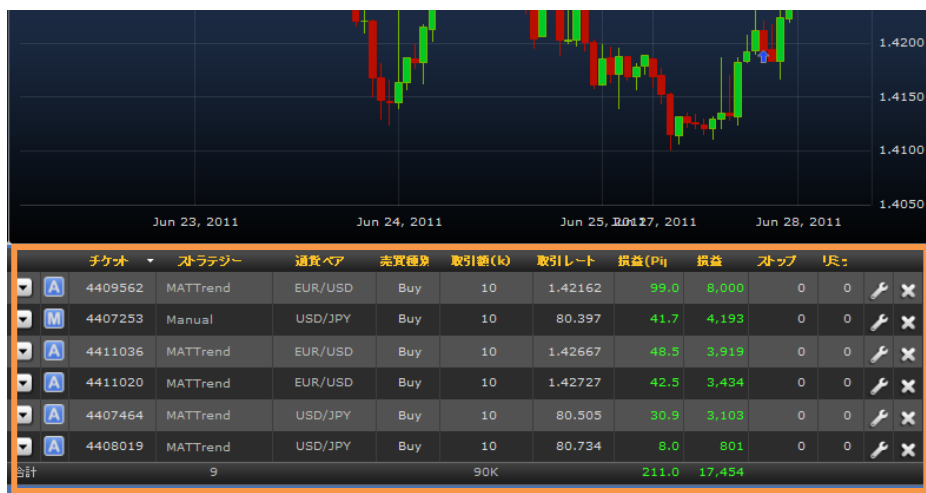 1.4200
1.4150
1.4100
1.4050
Jun 23, 2011 Jun 24, 2011 Jun 25, 2011 Jun 27, 2011 Jun 28, 2011
チケット ストラテジー 通貨ペア 売買種別 取引額(k) 取引レート 損益(Pi 損益 ストップ リミ
A 4409562 MATTrend EUR/USD Buy 10 1.42162 99.0 8,000 0 0
M 4407253 Manual USD/JPY Buy 10 80.397 41.7 4,193 0 0
A 4411036 MATTrend EUR/USD Buy 10 1.42667 48.5 3,919 0 0
A 4411020 MATTrend EUR/USD Buy 10 1.42727 42.5 3,434 0 0
A 4407464 MATTrend USD/JPY Buy 10 80.505 30.9 3,103 0 0
A 4408019 MATTrend USD/JPY Buy 10 80.734 8.0 801 0 0
合計 9 90K 211.0 17,454